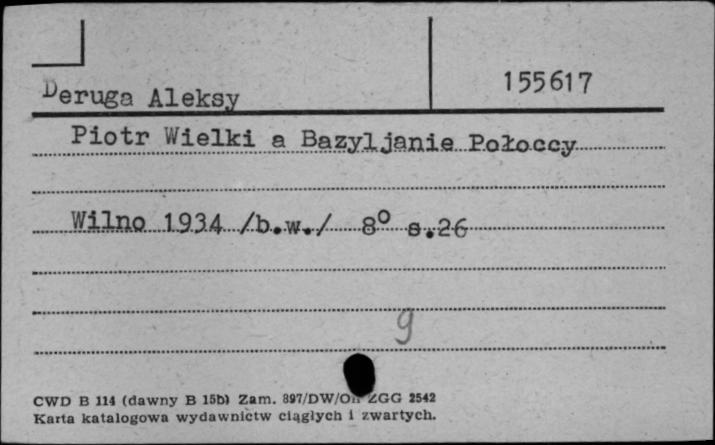 155617
Deruga Aleksy
Piotr Wielki a Bazyljanie Połoccy
Wilno 1934 /b.w./ 8º s.26
9
CWD B 114 (dawny B 15b) Zam. 897/DW/ ZGG 2542
Karta katalogowa wydawnictw ciągłych i zwartych.